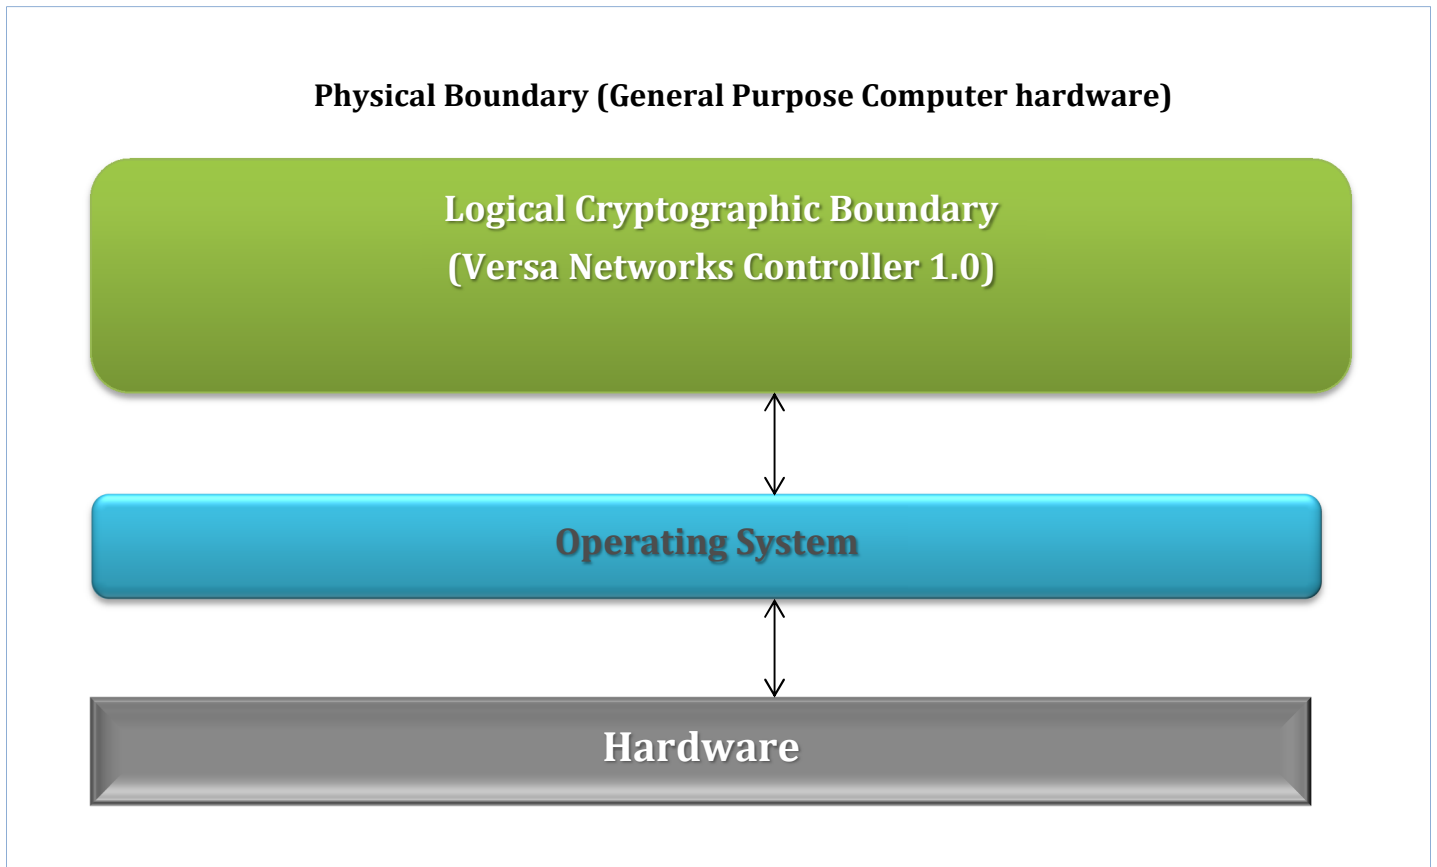 Physical Boundary (General Purpose Computer hardware)
Logical Cryptographic Boundary
(Versa Networks Controller 1.0)
Operating System
Hardware